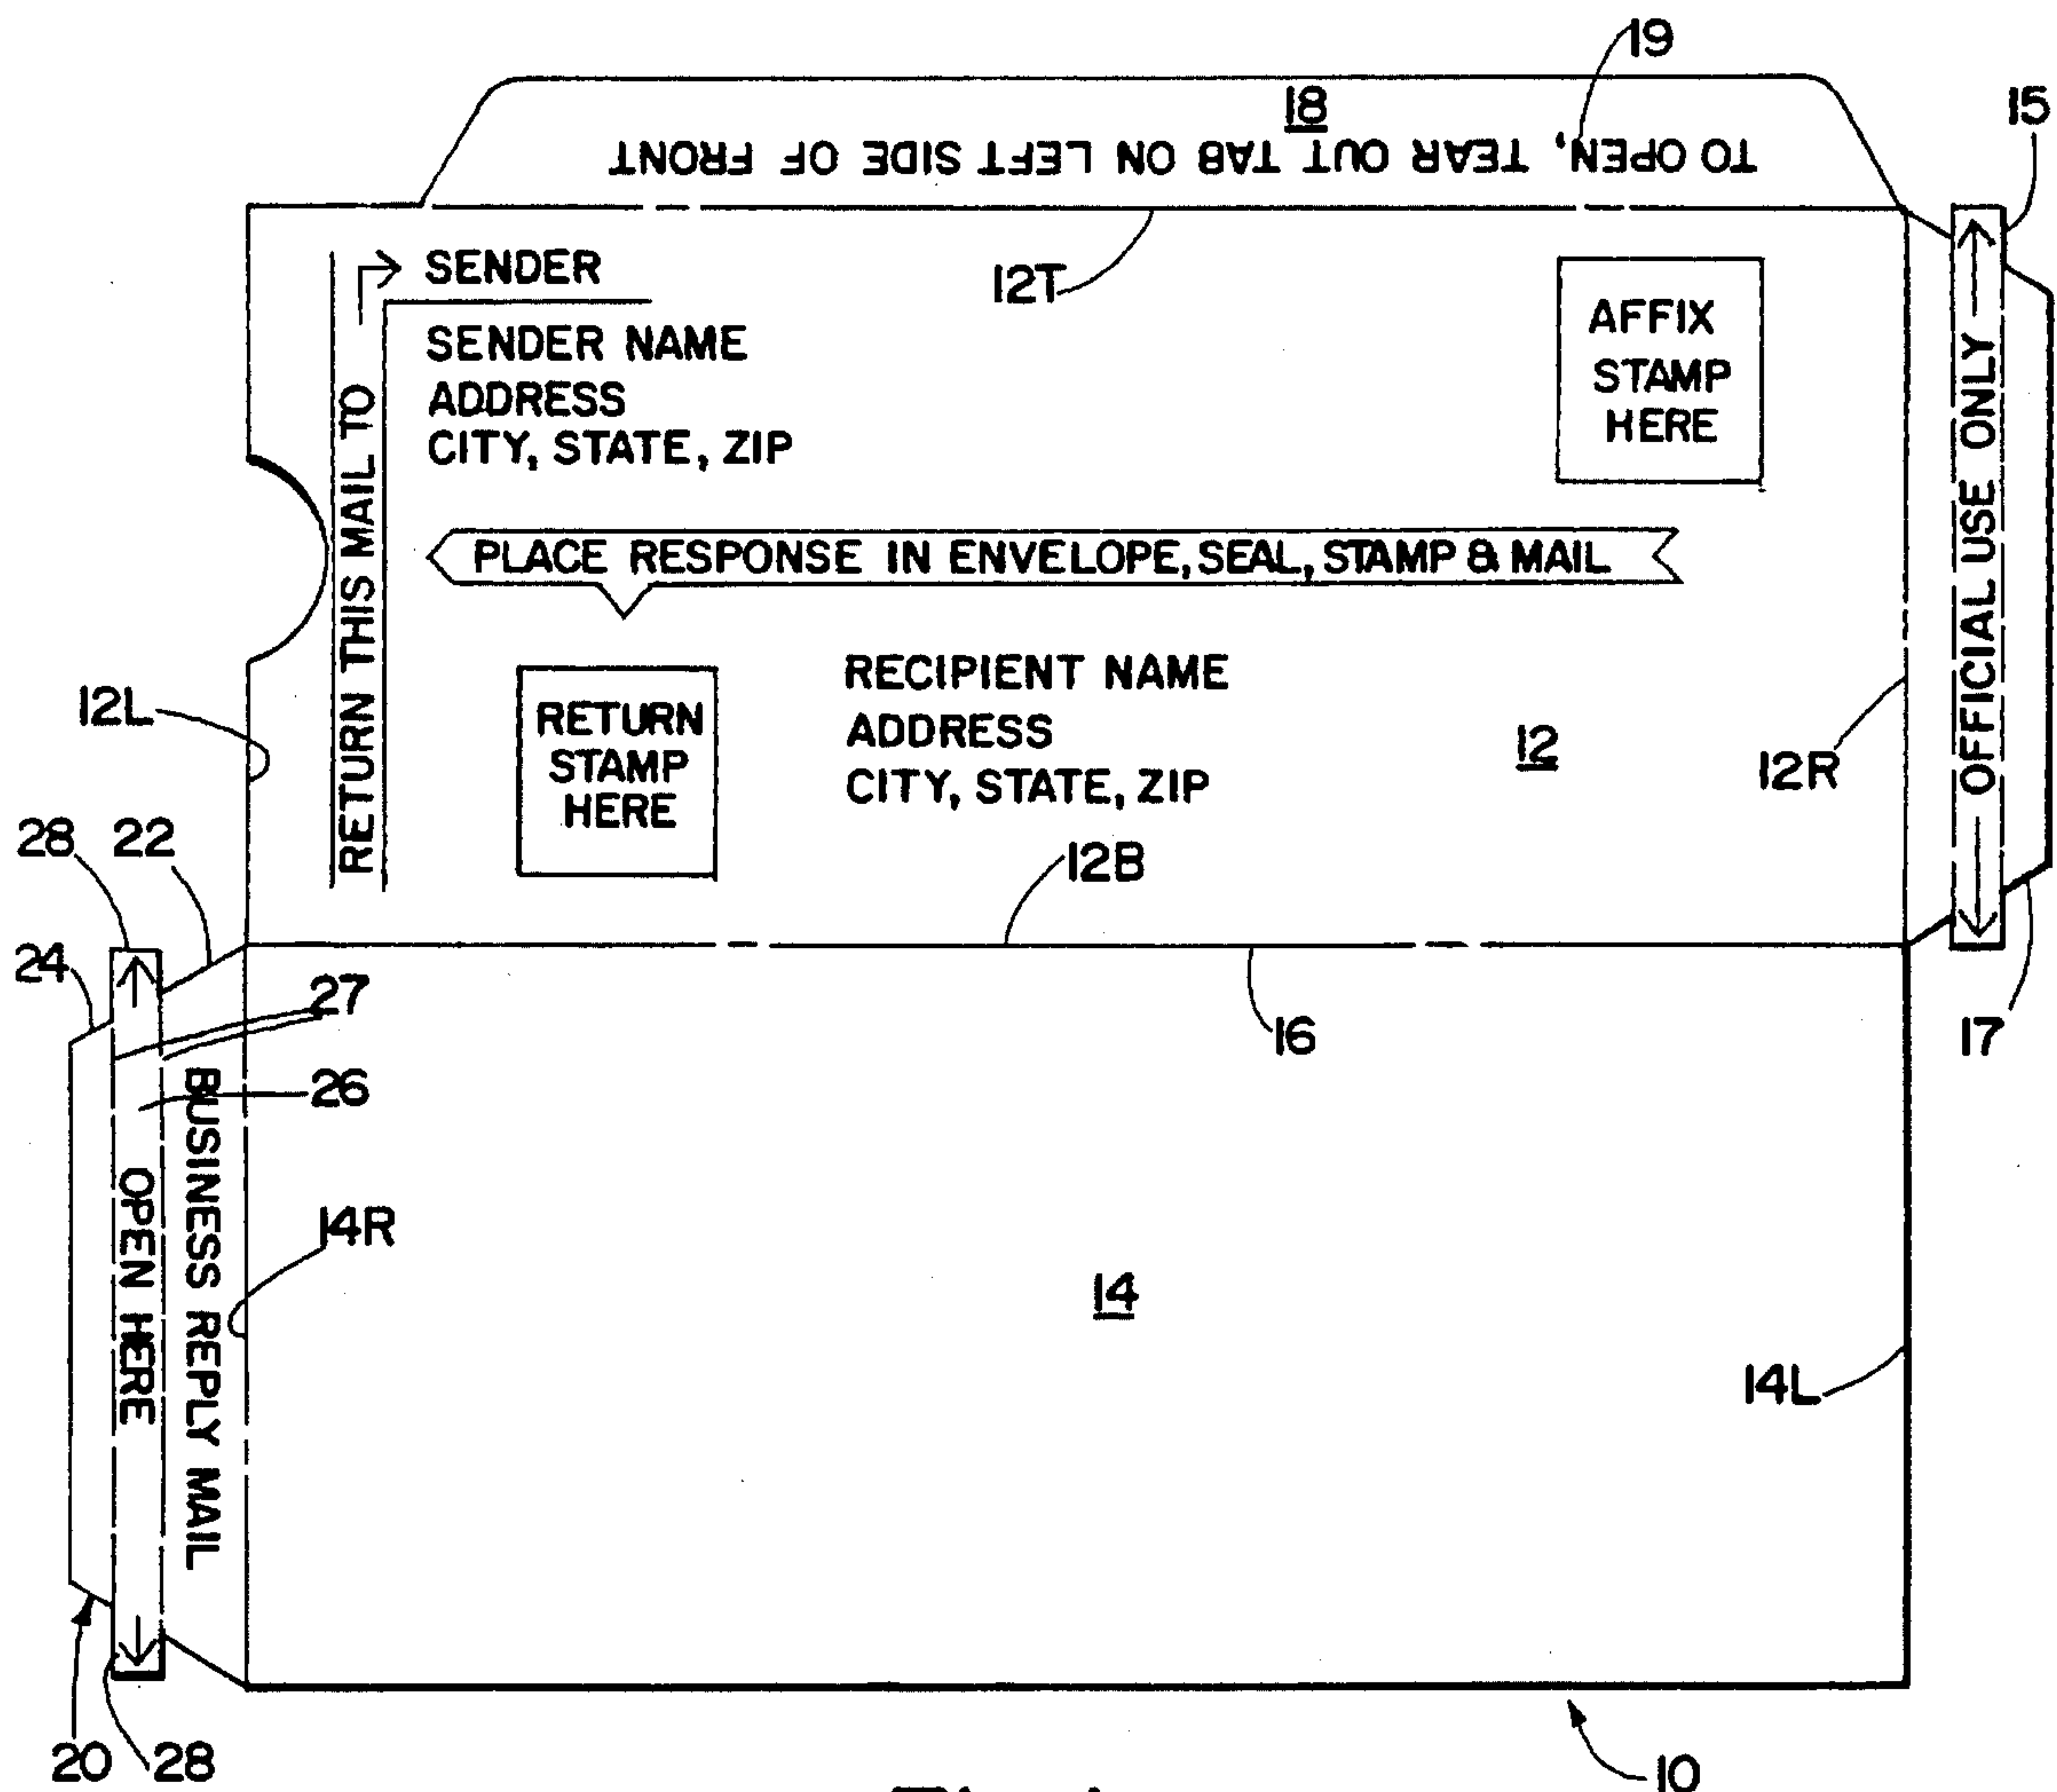 19
18
15
TO OPEN, TEAR OUT TAB ON LEFT SIDE OF FRONT
12T
SENDER
SENDER NAME
ADDRESS
CITY, STATE, ZIP
AFFIX
STAMP
HERE
RETURN THIS MAIL TO
OFFICIAL USE ONLY
PLACE RESPONSE IN ENVELOPE, SEAL, STAMP & MAIL
12L
RETURN
STAMP
HERE
RECIPIENT NAME
ADDRESS
CITY, STATE, ZIP
12
12R
28
22
12B
24
27
16
17
26
BUSINESS REPLY MAIL
OPEN HERE
14R
14
14L
20
28
10